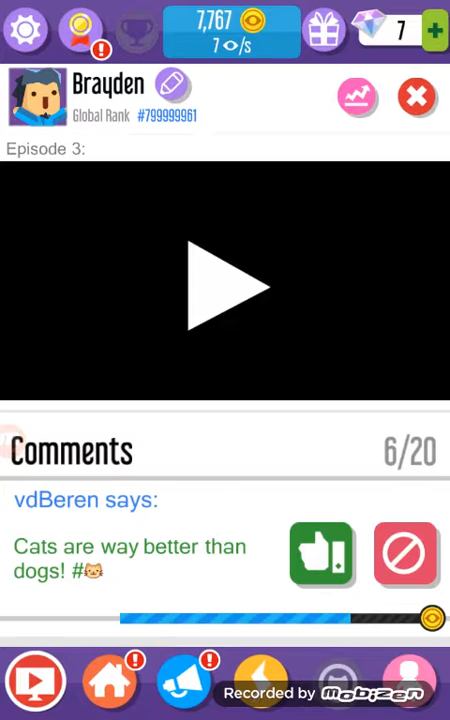 7,767
7 /s
7
Brayden
Global Rank #799999961
Episode 3:
Comments 6/20
vdBeren says:
Cats are way better than
dogs! #🐱
Recorded by mobizen